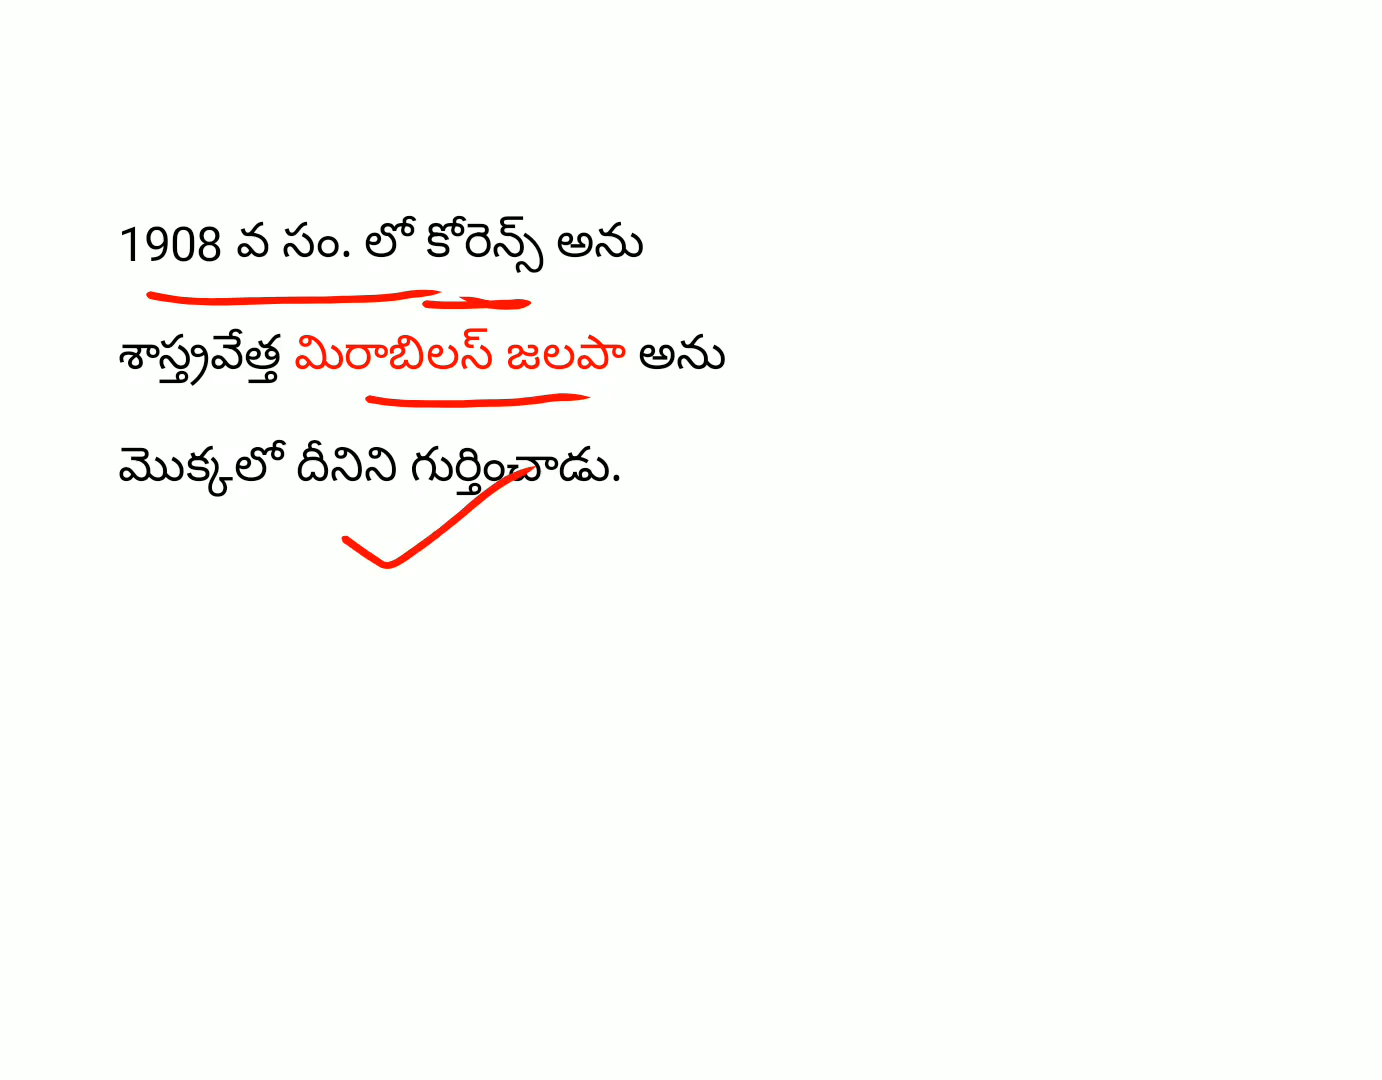 1908 వ సం. లో కోరెన్స్ అను
శాస్త్రవేత్త మిరాబిలస్ జలపా అను
మొక్కలో దీనిని గుర్తించాడు.